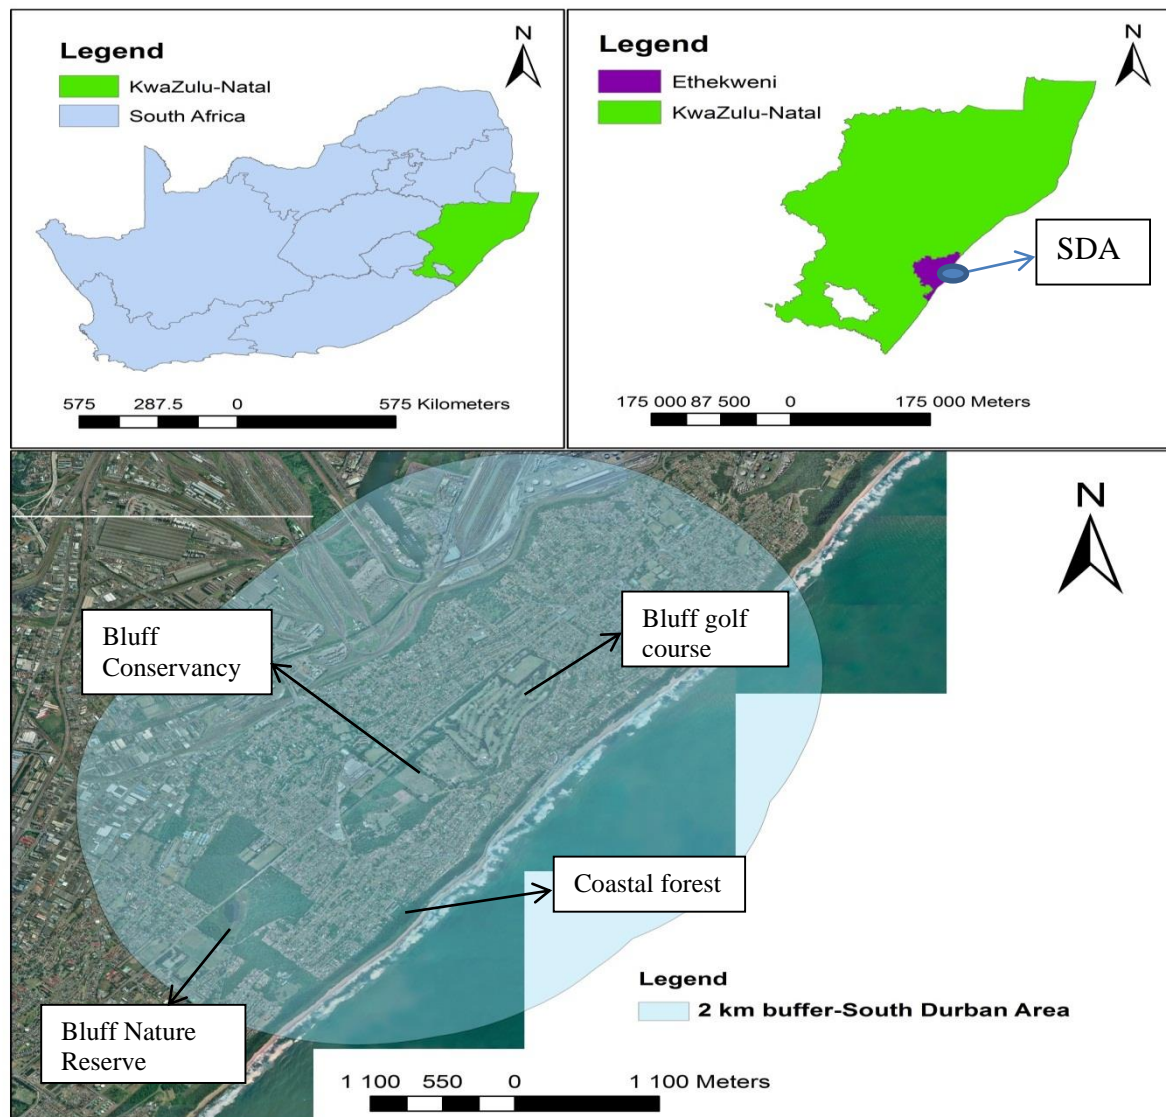 Legend
N
KwaZulu-Natal
South Africa
575 287.5 0 575 Kilometers
Legend
N
Ethekweni
KwaZulu-Natal
SDA
175 000 87 500 0 175 000 Meters
N
Bluff
Conservancy
Bluff golf
course
Coastal forest
Bluff Nature
Reserve
Legend
2 km buffer-South Durban Area
1 100 550 0 1 100 Meters